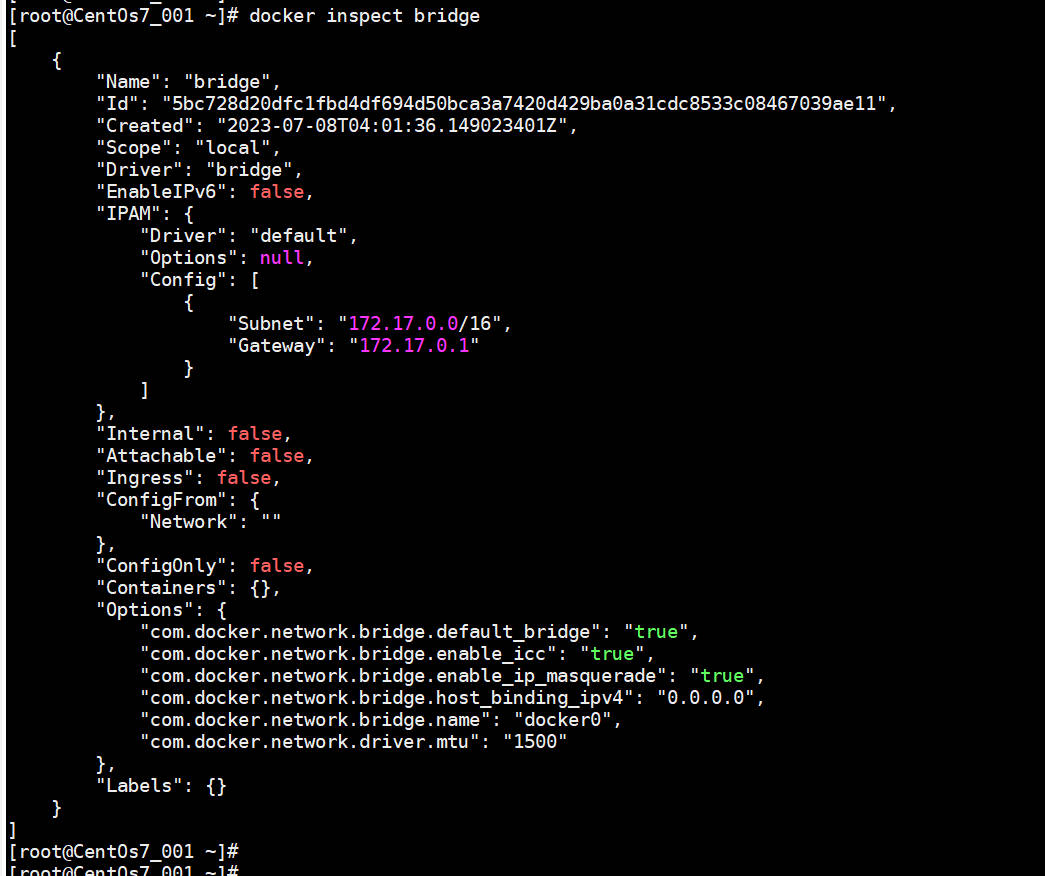 [root@CentOs7_001 ~]# docker inspect bridge
[
    {
        "Name": "bridge",
        "Id": "5bc728d20dfc1fbd4df694d50bca3a7420d429ba0a31cdc8533c08467039ae11",
        "Created": "2023-07-08T04:01:36.149023401Z",
        "Scope": "local",
        "Driver": "bridge",
        "EnableIPv6": false,
        "IPAM": {
            "Driver": "default",
            "Options": null,
            "Config": [
                {
                    "Subnet": "172.17.0.0/16",
                    "Gateway": "172.17.0.1"
                }
            ]
        },
        "Internal": false,
        "Attachable": false,
        "Ingress": false,
        "ConfigFrom": {
            "Network": ""
        },
        "ConfigOnly": false,
        "Containers": {},
        "Options": {
            "com.docker.network.bridge.default_bridge": "true",
            "com.docker.network.bridge.enable_icc": "true",
            "com.docker.network.bridge.enable_ip_masquerade": "true",
            "com.docker.network.bridge.host_binding_ipv4": "0.0.0.0",
            "com.docker.network.bridge.name": "docker0",
            "com.docker.network.driver.mtu": "1500"
        },
        "Labels": {}
    }
]
[root@CentOs7_001 ~]#
[root@CentOs7_001 ~]#